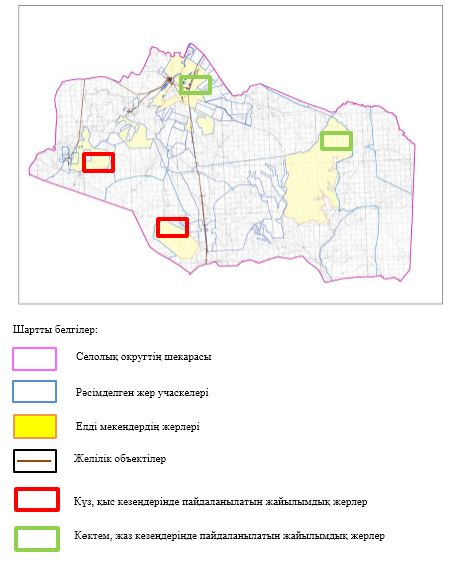 Шартты белгілер:
Селолық округтің шекарасы
Рәсімделген жер учаскелері
Елді мекендердің жерлері
Желілік объектілер
Күз, қыс кезеңдерінде пайдаланылатын жайылымдық жерлер
Көктем, жаз кезеңдерінде пайдаланылатын жайылымдық жерлер